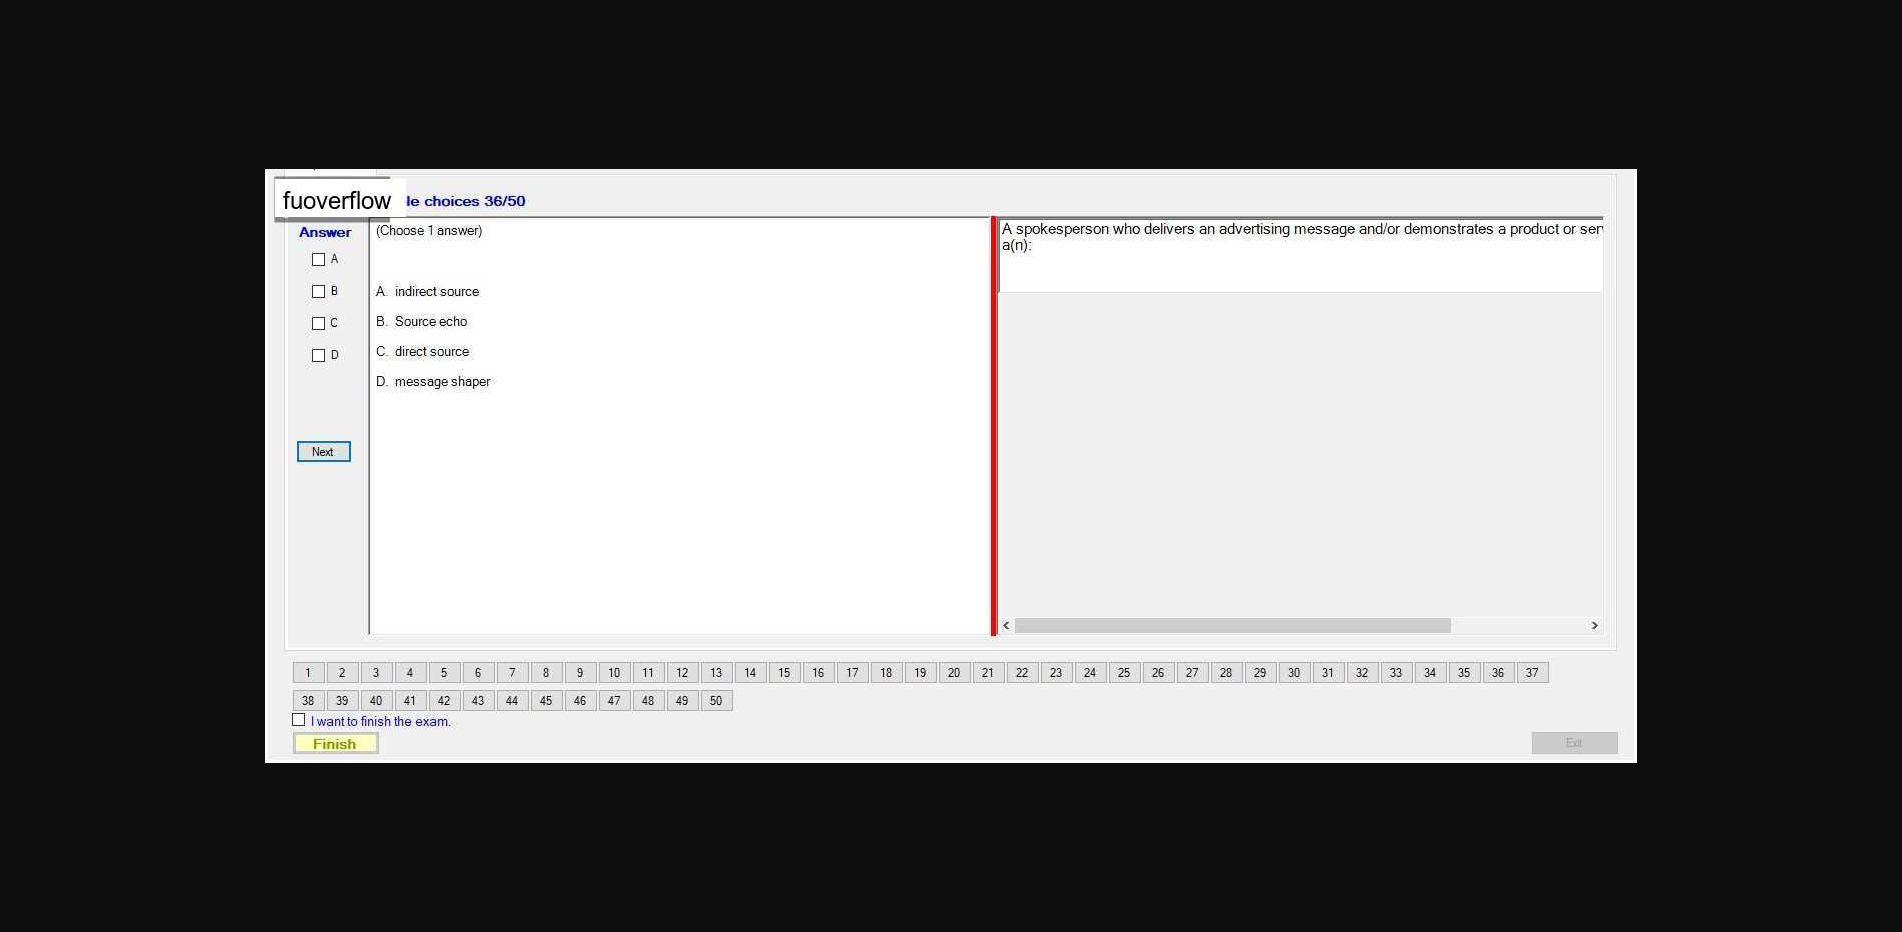 fuoverflow
le choices 36/50
Answer
(Choose 1 answer)
A
B
C
D
A. indirect source
B. Source echo
C. direct source
D. message shaper
Next
A spokesperson who delivers an advertising message and/or demonstrates a product or
a(n):
1 2 3 4 5 6 7 8 9 10 11 12 13 14 15 16 17 18 19 20 21 22 23 24 25 26 27 28 29 30 31 32 33 34 35 36 37
38 39 40 41 42 43 44 45 46 47 48 49 50
I want to finish the exam.
Finish
Exit